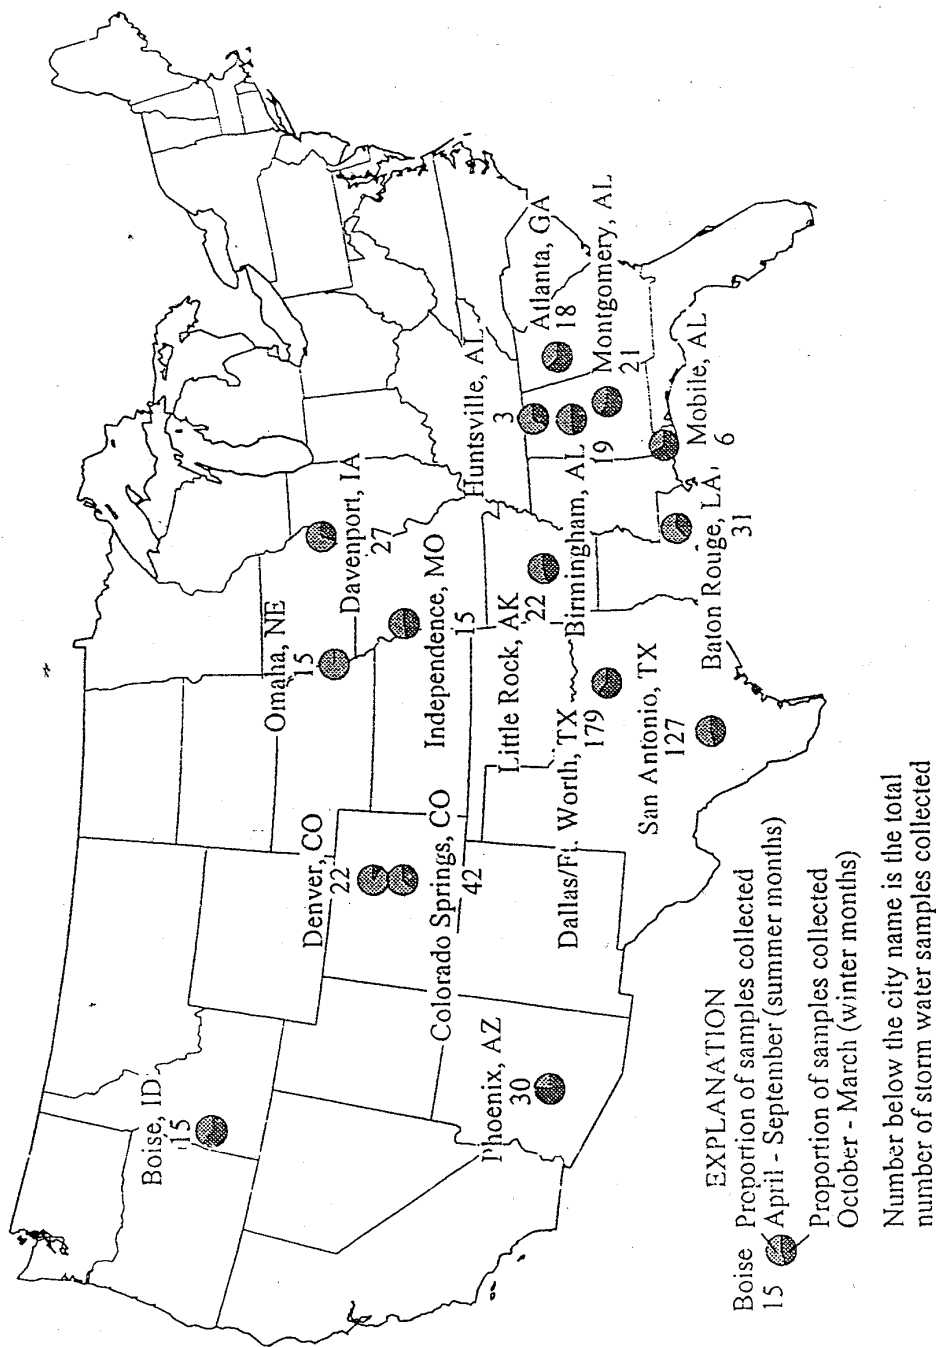 Boise, ID
15
Denver, CO
22
Colorado Springs, CO
42
Phoenix, AZ
30
Omaha, NE
15
Davenport, IA
27
Independence, MO
15
Little Rock, AK
22
Dallas/Ft. Worth, TX
179
San Antonio, TX
127
Baton Rouge, LA
31
Huntsville, AL
3
Birmingham, AL
19
Atlanta, GA
18
Montgomery, AL
21
Mobile, AL
6
EXPLANATION
Boise
15
Proportion of samples collected
April - September (summer months)
Proportion of samples collected
October - March (winter months)
Number below the city name is the total
number of storm water samples collected